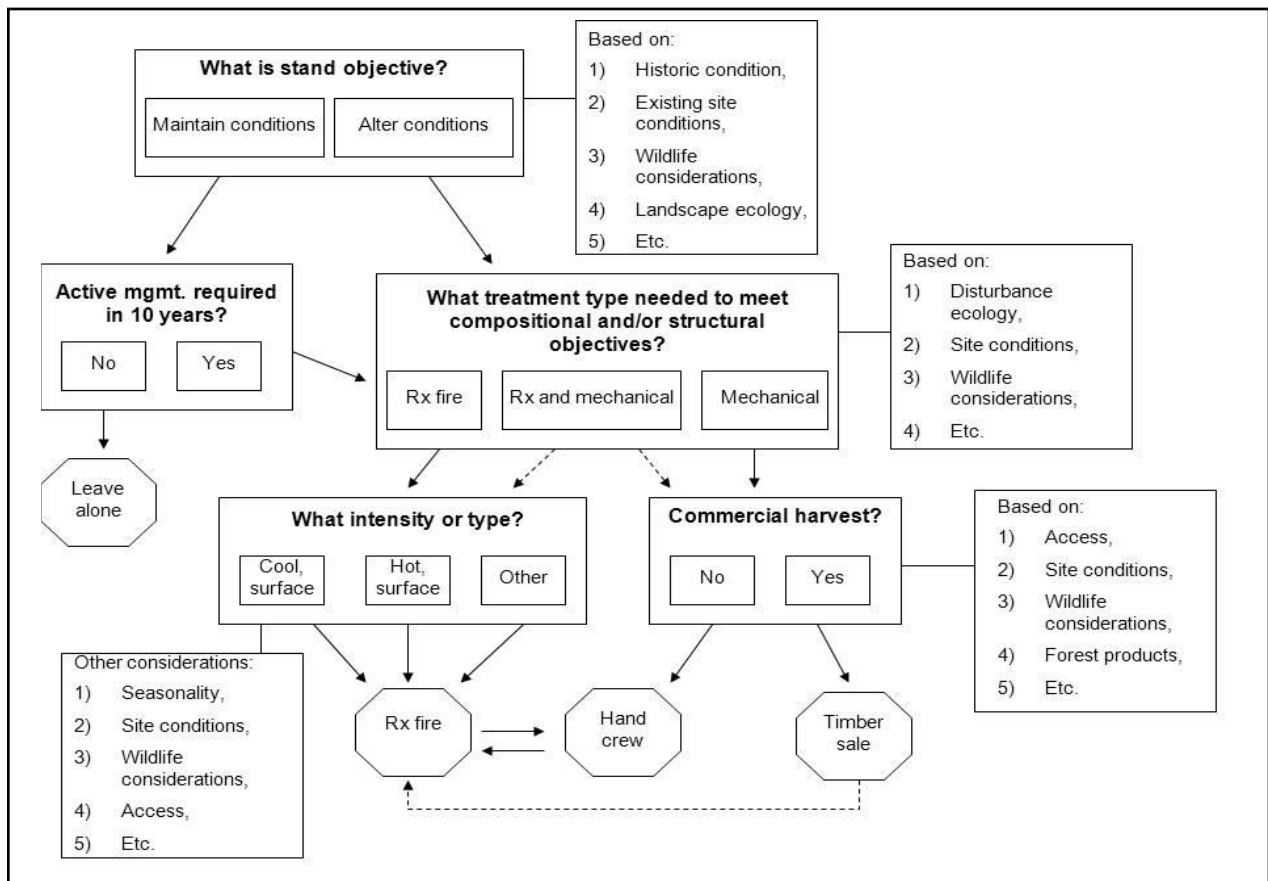 What is stand objective?
Maintain conditions
Alter conditions
Based on:
1) Historic condition,
2) Existing site
conditions,
3) Wildlife
considerations,
4) Landscape ecology,
5) Etc.
Active mgmt. required
in 10 years?
No
Yes
What treatment type needed to meet
compositional and/or structural
objectives?
Rx fire
Rx and mechanical
Mechanical
Based on:
1) Disturbance
ecology,
2) Site conditions,
3) Wildlife
considerations,
4) Etc.
Leave
alone
What intensity or type?
Cool,
surface
Hot,
surface
Other
Commercial harvest?
No
Yes
Based on:
1) Access,
2) Site conditions,
3) Wildlife
considerations,
4) Forest products,
5) Etc.
Other considerations:
1) Seasonality,
2) Site conditions,
3) Wildlife
considerations,
4) Access,
5) Etc.
Rx fire
Hand
crew
Timber
sale